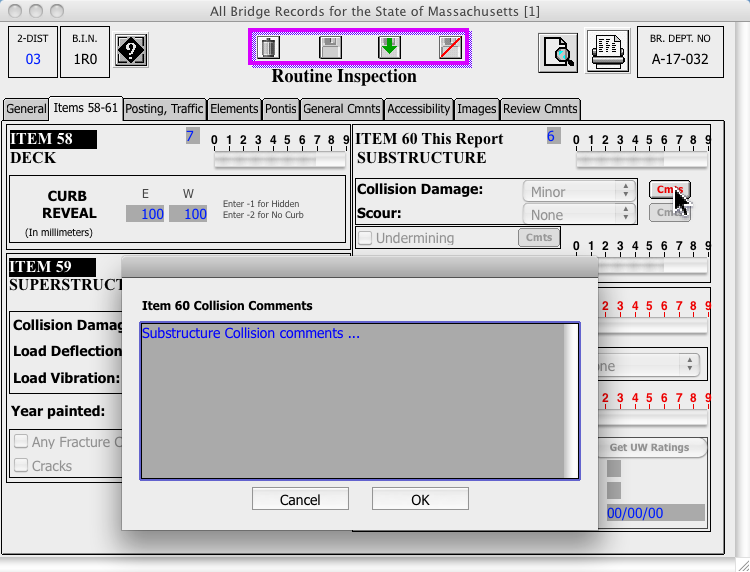 All Bridge Records for the State of Massachusetts [1]
2-DIST
03
B.I.N.
1R0
?
Routine Inspection
BR. DEPT. NO
A-17-032
General Items 58-61 Posting, Traffic Elements Pontis General Cmnts Accessibility Images Review Cmnts
ITEM 58 7 0 1 2 3 4 5 6 7 8 9
DECK
CURB REVEAL
(In millimeters)
E W
100 100
Enter -1 for Hidden
Enter -2 for No Curb
ITEM 60 This Report 6 0 1 2 3 4 5 6 7 8 9
SUBSTRUCTURE
Collision Damage: Minor Cmts
Scour: None
Undermining Cmts
0 1 2 3 4 5 6 7 8 9
ITEM 59
SUPERSTRUCT
Collision Damag
Load Deflection
Load Vibration:
Year painted:
Any Fracture C
Cracks
Item 60 Collision Comments
Substructure Collision comments ...
Cancel OK
2 3 4 5 6 7 8 9
one
2 3 4 5 6 7 8 9
Get UW Ratings
00/00/00